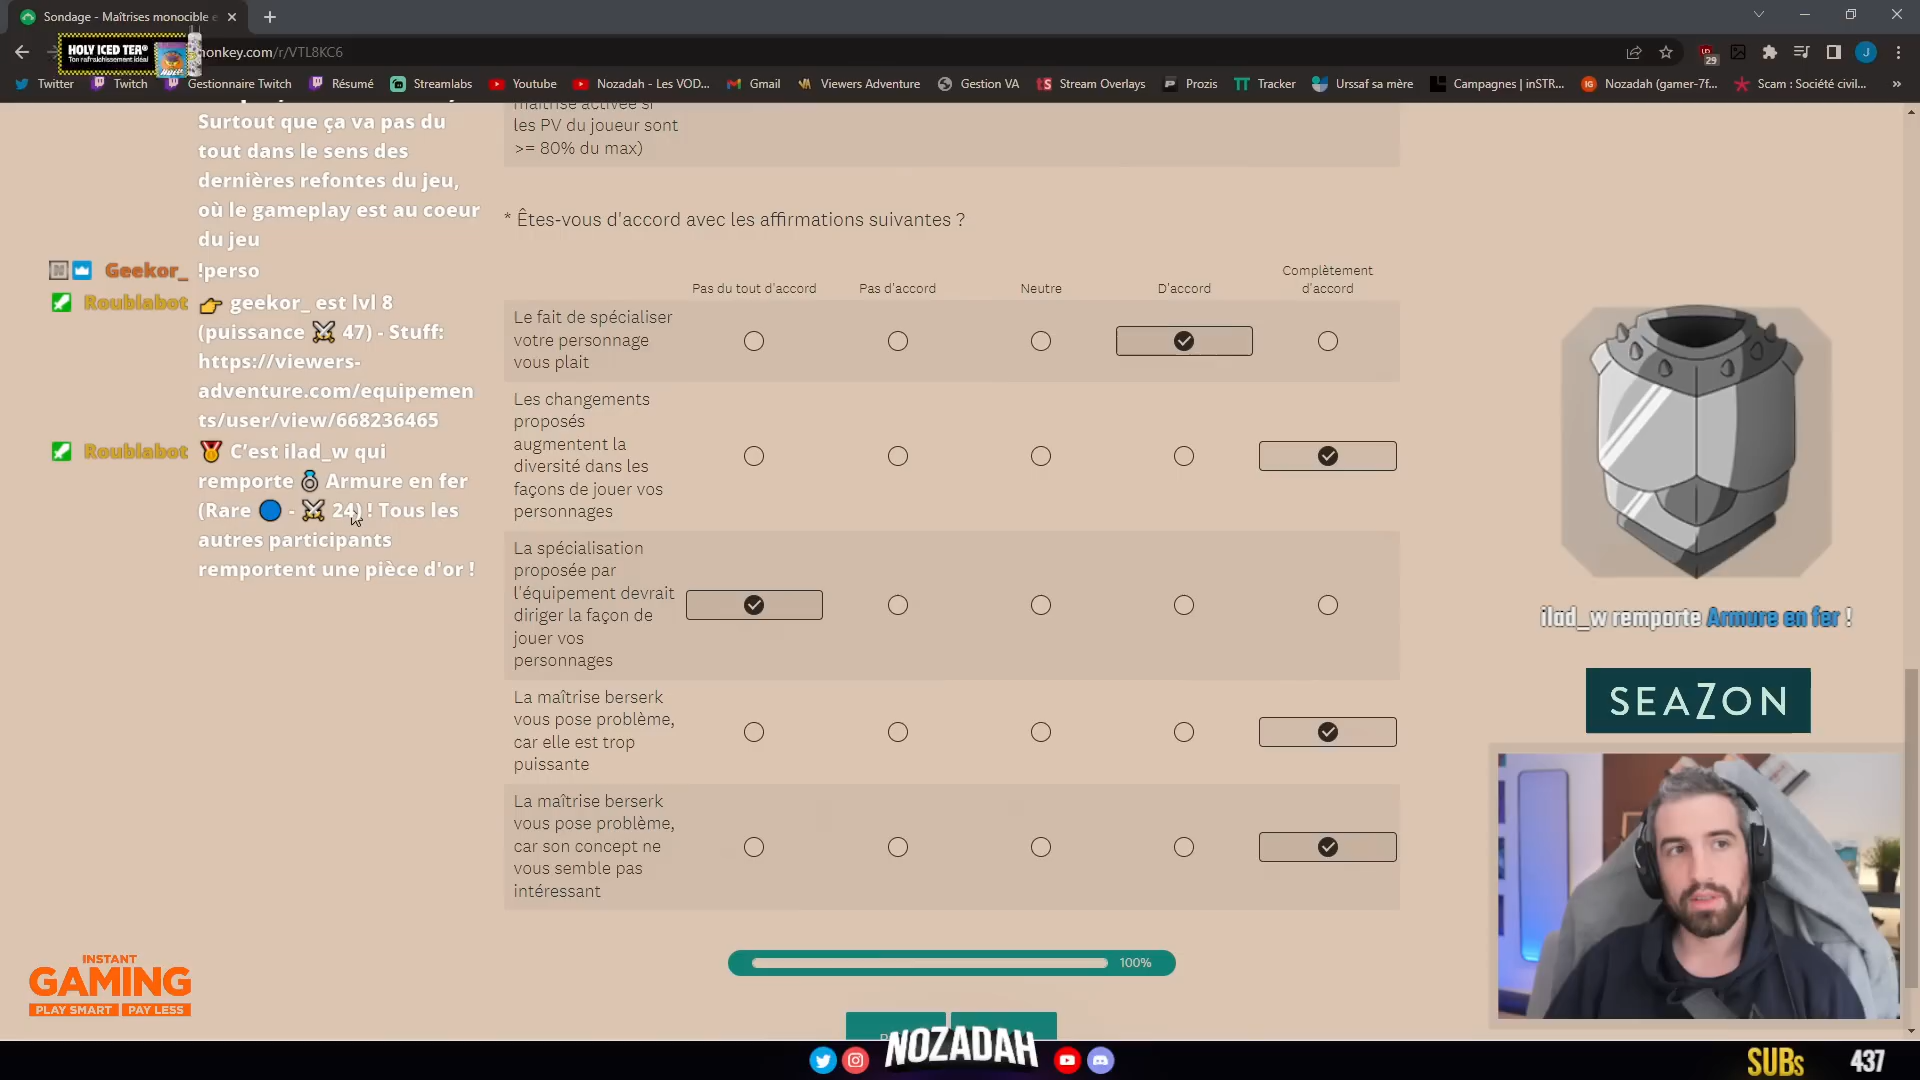 Sondage - Maîtrises monocible e
HOLY ICED TER®
Ton rafraîchissement idéal
onkey.com/r/VTL8KC6
29
J
Twitter
Twitch
Gestionnaire Twitch
Résumé
Streamlabs
Youtube
Nozadah - Les VOD...
Gmail
Viewers Adventure
Gestion VA
Stream Overlays
Prozis
Tracker
Urssaf sa mère
Campagnes | inSTR...
Nozadah (gamer-7f...
Scam : Société civil...
»
Surtout que ça va pas du
tout dans le sens des
dernières refontes du jeu,
où le gameplay est au coeur
du jeu
Geekor_ !perso
Roublabot 👉 geekor_ est lvl 8
(puissance ⚔ 47) - Stuff:
https://viewers-
adventure.com/equipemen
ts/user/view/668236465
Roublabot 🏅 C'est ilad_w qui
remporte 💍 Armure en fer
(Rare 🔵 - ⚔ 24) ! Tous les
autres participants
remportent une pièce d'or !
maîtrise activée si
les PV du joueur sont
>= 80% du max)
* Êtes-vous d'accord avec les affirmations suivantes ?
Pas du tout d'accord
Pas d'accord
Neutre
D'accord
Complètement
d'accord
Le fait de spécialiser
votre personnage
vous plait
Les changements
proposés
augmentent la
diversité dans les
façons de jouer vos
personnages
La spécialisation
proposée par
l'équipement devrait
diriger la façon de
jouer vos
personnages
La maîtrise berserk
vous pose problème,
car elle est trop
puissante
La maîtrise berserk
vous pose problème,
car son concept ne
vous semble pas
intéressant
100%
ilad_w remporte Armure en fer !
SEAZON
INSTANT
GAMING
PLAY SMART PAY LESS
NOZADAH
SUBs 437